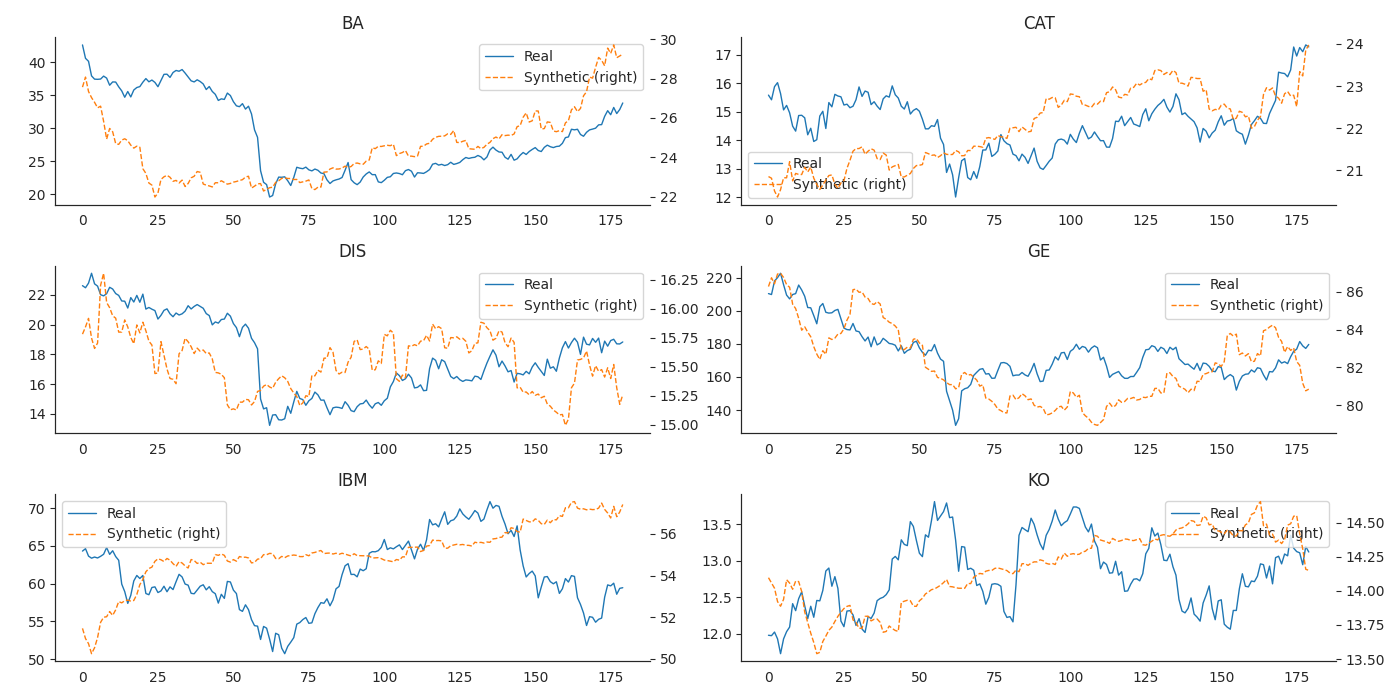 BA
40
35
30
25
20
30
28
26
24
22
0 25 50 75 100 125 150 175
Real
Synthetic (right)
CAT
17
16
15
14
13
12
24
23
22
21
0 25 50 75 100 125 150 175
Real
Synthetic (right)
DIS
22
20
18
16
14
16.25
16.00
15.75
15.50
15.25
15.00
0 25 50 75 100 125 150 175
Real
Synthetic (right)
GE
220
200
180
160
140
86
84
82
80
0 25 50 75 100 125 150 175
Real
Synthetic (right)
IBM
70
65
60
55
50
56
54
52
50
0 25 50 75 100 125 150 175
Real
Synthetic (right)
KO
13.5
13.0
12.5
12.0
14.50
14.25
14.00
13.75
13.50
0 25 50 75 100 125 150 175
Real
Synthetic (right)